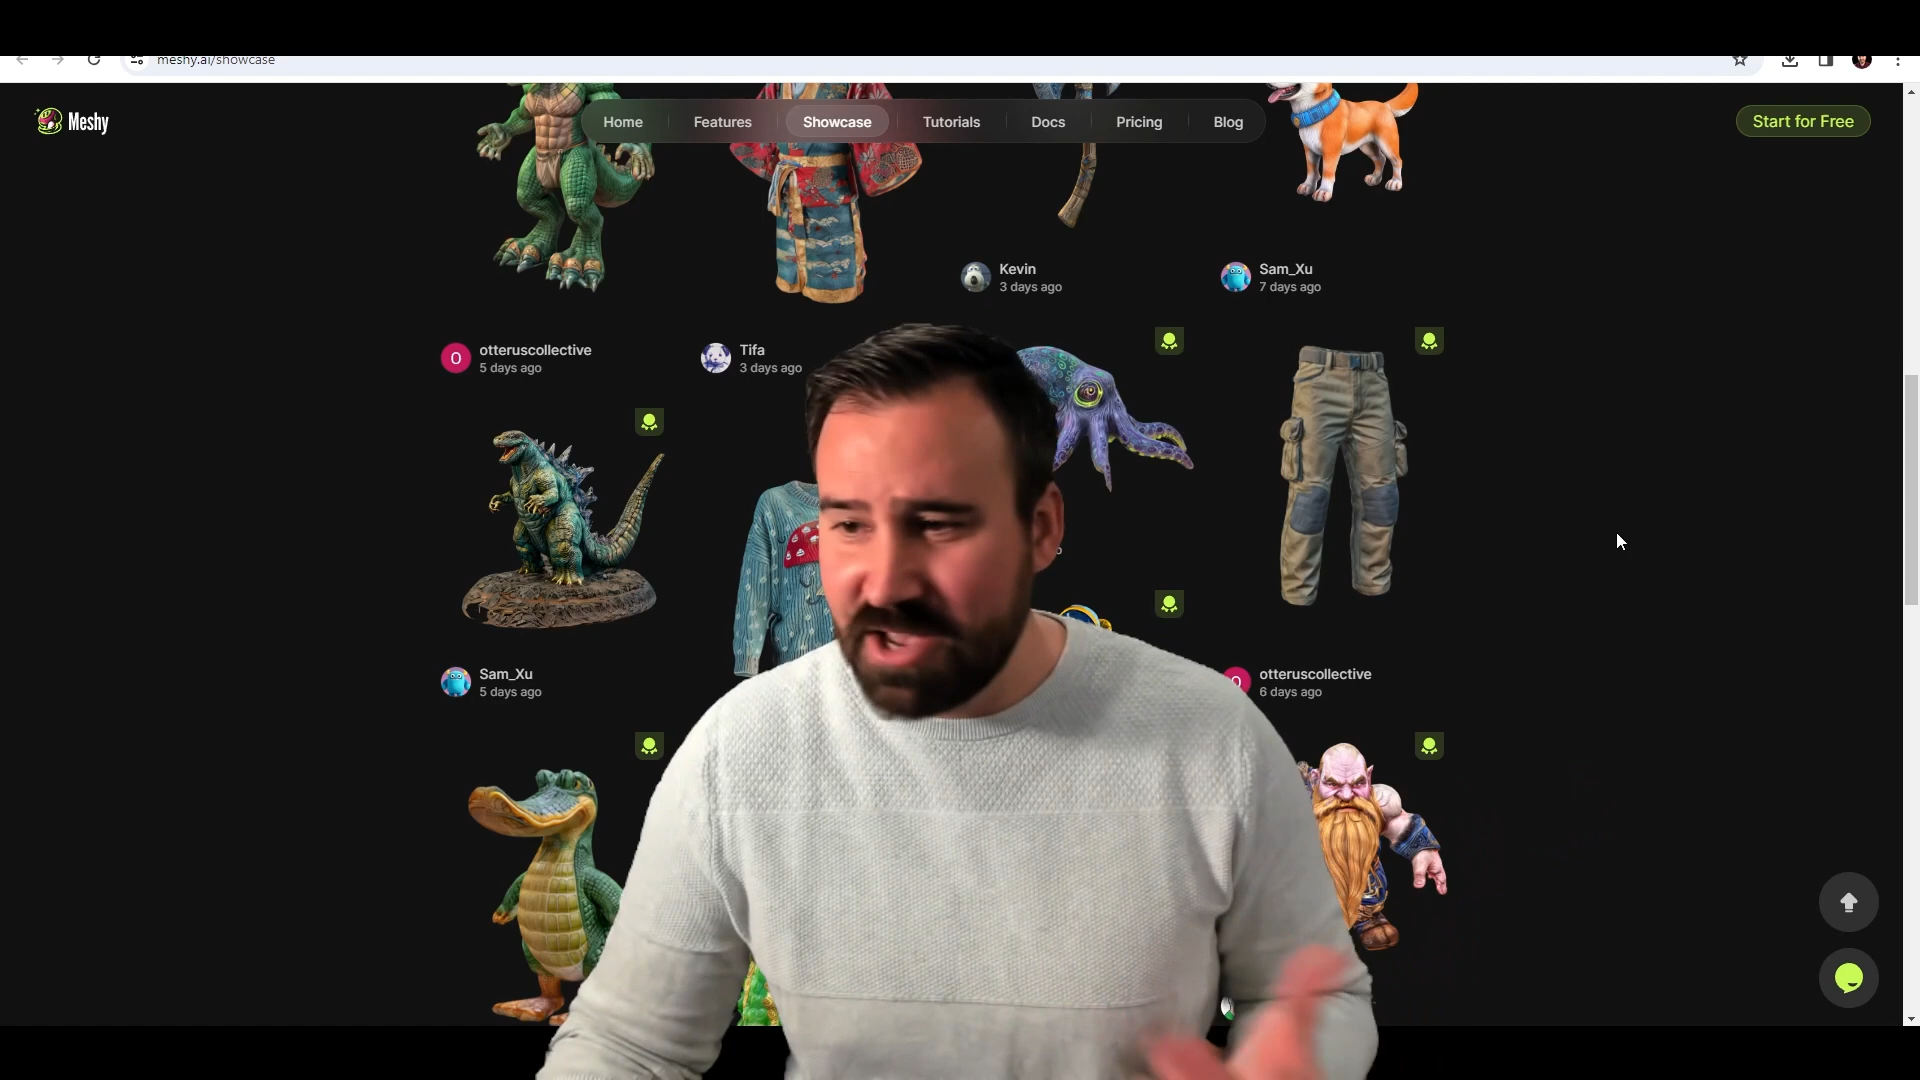 meshy.ai/showcase
Meshy
Home
Features
Showcase
Tutorials
Docs
Pricing
Blog
Start for Free
Kevin
3 days ago
Sam_Xu
7 days ago
O
otteruscollective
5 days ago
Tifa
3 days ago
Sam_Xu
5 days ago
otteruscollective
6 days ago